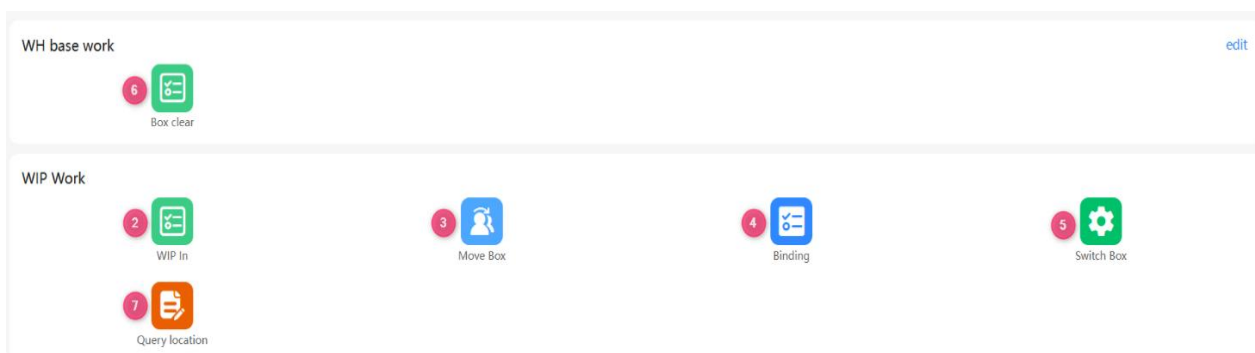 WH base work
edit
6
Box clear
WIP Work
2
3
4
5
WIP In
Move Box
Binding
Switch Box
7
Query location